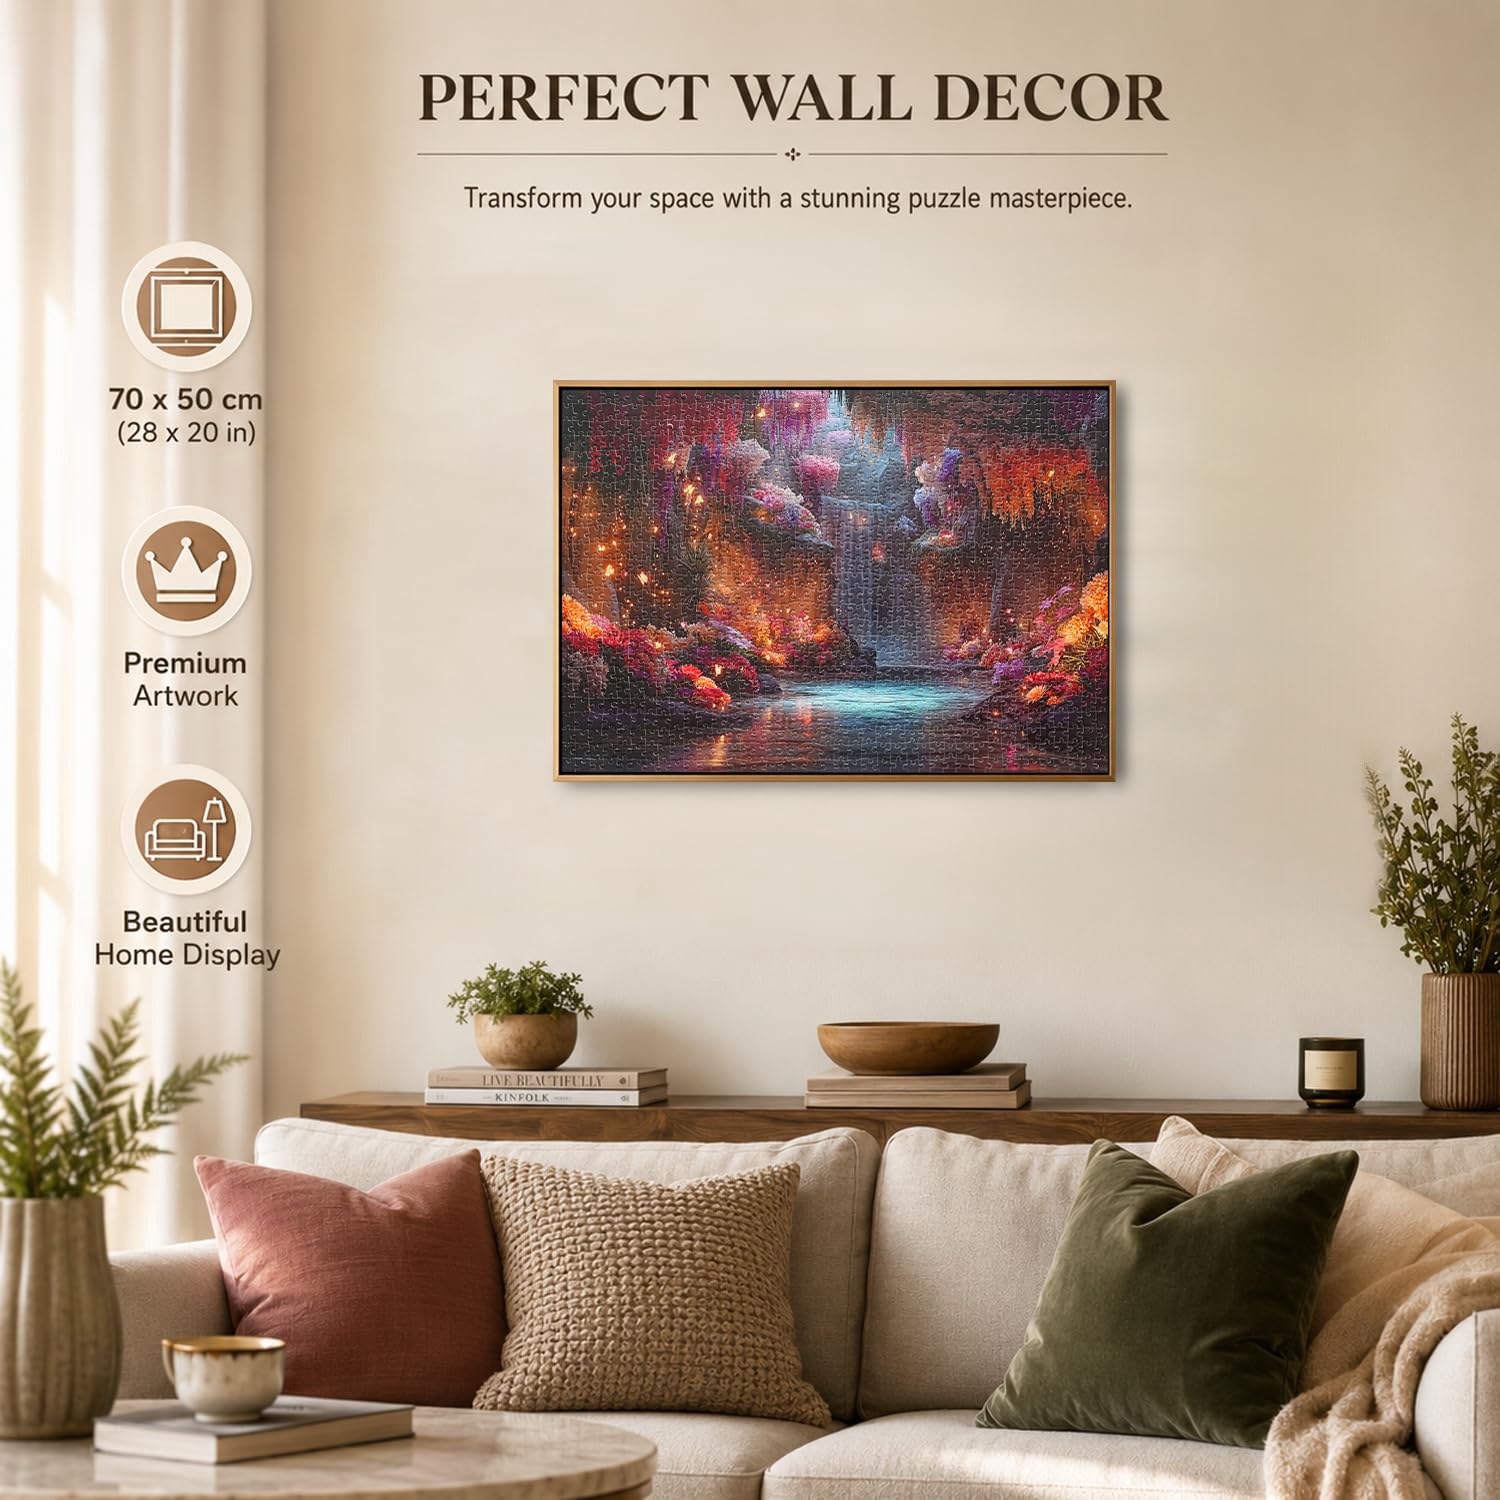 PERFECT WALL DECOR
Transform your space with a stunning puzzle masterpiece.
70 x 50 cm
(28 x 20 in)
Premium
Artwork
Beautiful
Home Display
LIVE BEAUTIFULLY
KINFOLK